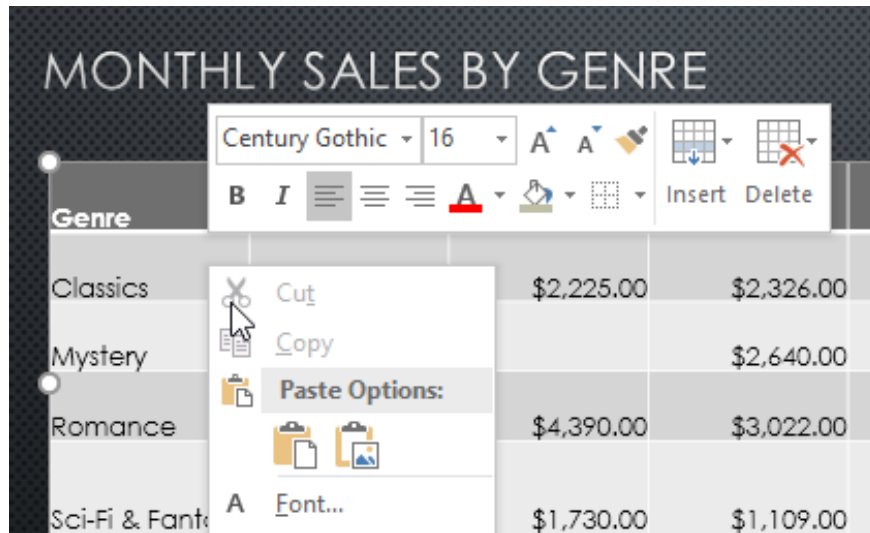 MONTHLY SALES BY GENRE
Century Gothic 16 A A
B I A Insert Delete
Genre
Classics $2,225.00 $2,326.00
Cut
Copy
Mystery $2,640.00
Paste Options:
Romance $4,390.00 $3,022.00
A Font...
Sci-Fi & $1,730.00 $1,109.00